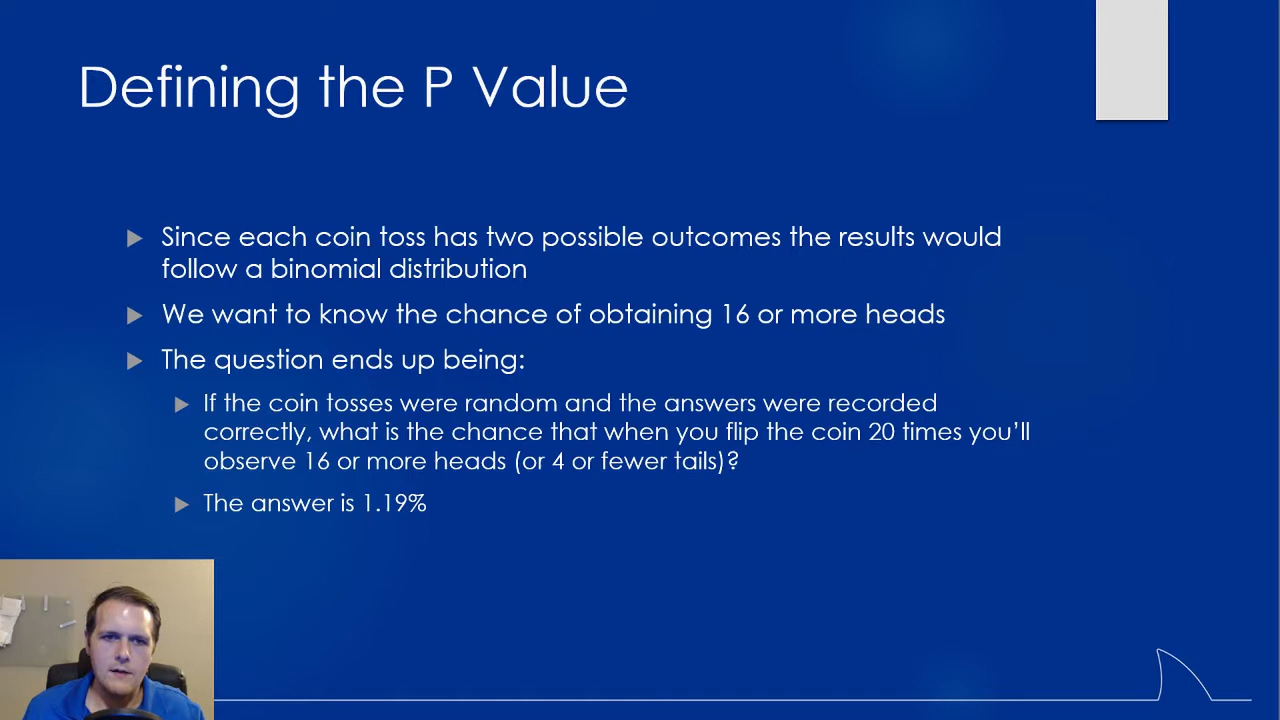 Defining the P Value
Since each coin toss has two possible outcomes the results would
follow a binomial distribution
We want to know the chance of obtaining 16 or more heads
The question ends up being:
If the coin tosses were random and the answers were recorded
correctly, what is the chance that when you flip the coin 20 times you’ll
observe 16 or more heads (or 4 or fewer tails)?
The answer is 1.19%